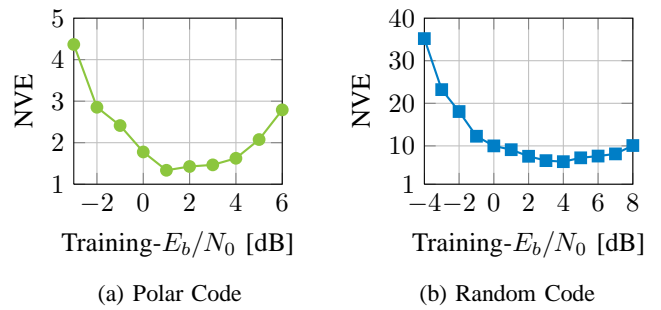 5
4
3
2
1
NVE
−2 0 2 4 6
Training-E_b/N_0 [dB]
(a) Polar Code
40
30
20
10
1
NVE
−4 −2 0 2 4 6 8
Training-E_b/N_0 [dB]
(b) Random Code